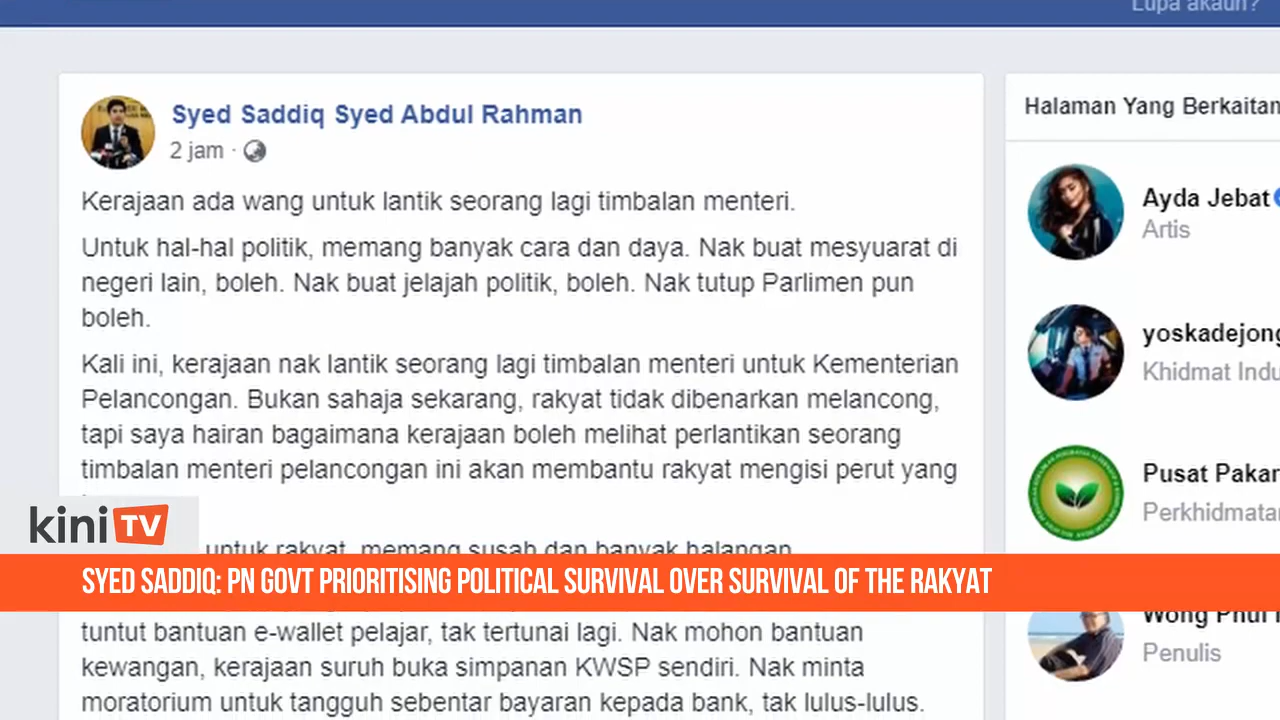 Lupa akaun?
Syed Saddiq Syed Abdul Rahman
2 jam ·
Kerajaan ada wang untuk lantik seorang lagi timbalan menteri.
Untuk hal-hal politik, memang banyak cara dan daya. Nak buat mesyuarat di
negeri lain, boleh. Nak buat jelajah politik, boleh. Nak tutup Parlimen pun
boleh.
Kali ini, kerajaan nak lantik seorang lagi timbalan menteri untuk Kementerian
Pelancongan. Bukan sahaja sekarang, rakyat tidak dibenarkan melancong,
tapi saya hairan bagaimana kerajaan boleh melihat perlantikan seorang
timbalan menteri pelancongan ini akan membantu rakyat mengisi perut yang
untuk rakyat, memang susah dan banyak halangan.
tuntut bantuan e-wallet pelajar, tak tertunai lagi. Nak mohon bantuan
kewangan, kerajaan suruh buka simpanan KWSP sendiri. Nak minta
moratorium untuk tangguh sebentar bayaran kepada bank, tak lulus-lulus.
kini TV
SYED SADDIQ: PN GOVT PRIORITISING POLITICAL SURVIVAL OVER SURVIVAL OF THE RAKYAT
Halaman Yang Berkaitan
Ayda Jebat
Artis
yoskadejong
Khidmat Indu
Pusat Pakar
Perkhidmatan
Wong Phui
Penulis